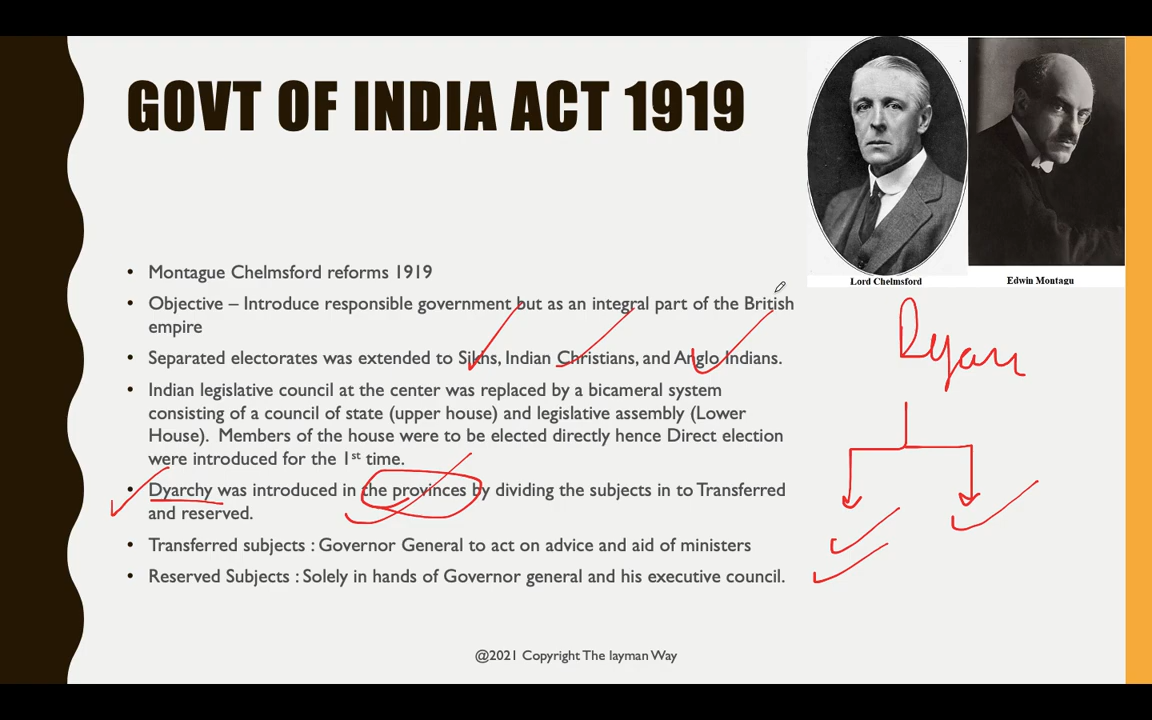 GOVT OF INDIA ACT 1919
Lord Chelmsford
Edwin Montagu
• Montague Chelmsford reforms 1919
• Objective – Introduce responsible government but as an integral part of the British
empire
• Separated electorates was extended to Sikhs, Indian Christians, and Anglo Indians.
• Indian legislative council at the center was replaced by a bicameral system
consisting of a council of state (upper house) and legislative assembly (Lower
House). Members of the house were to be elected directly hence Direct election
were introduced for the 1st time.
• Dyarchy was introduced in the provinces by dividing the subjects in to Transferred
and reserved.
• Transferred subjects : Governor General to act on advice and aid of ministers
• Reserved Subjects : Solely in hands of Governor general and his executive council.
@2021 Copyright The layman Way